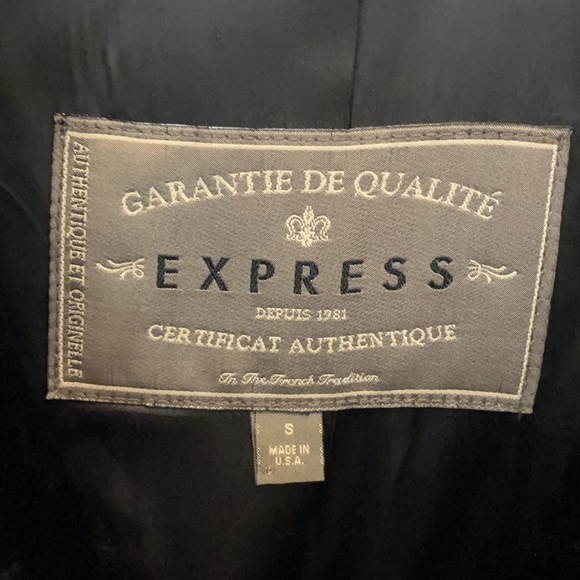 GARANTIE DE QUALITÉ
AUTHENTIQUE ET ORIGINELLE
EXPRESS
DEPUIS 1981
CERTIFICAT AUTHENTIQUE
In The French Tradition
S
MADE IN
U.S.A.